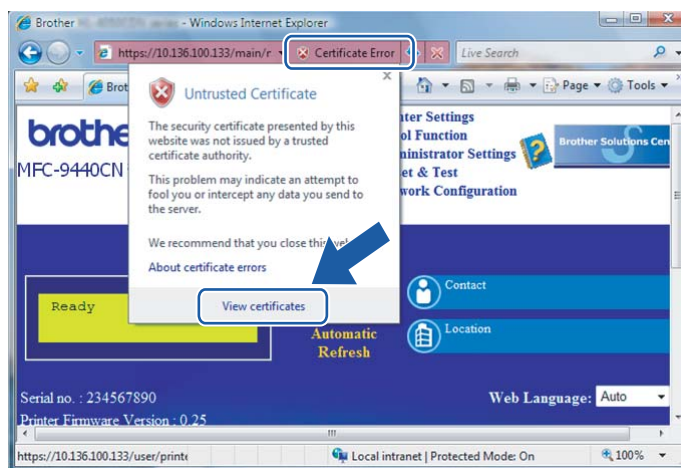 Brother - Windows Internet Explorer
https://10.136.100.133/main/r
Certificate Error
Live Search
Brot
Page
Tools
Untrusted Certificate
The security certificate presented by this
website was not issued by a trusted
certificate authority.
This problem may indicate an attempt to
fool you or intercept any data you send to
the server.
We recommend that you close this
About certificate errors
View certificates
brothe
MFC-9440CN
ter Settings
ol Function
ministrator Settings
et & Test
work Configuration
Brother Solutions Cen
Ready
Automatic
Refresh
Contact
Location
Serial no. : 234567890
Web Language: Auto
Printer Firmware Version : 0.25
https://10.136.100.133/user/printe
Local intranet | Protected Mode: On
100%